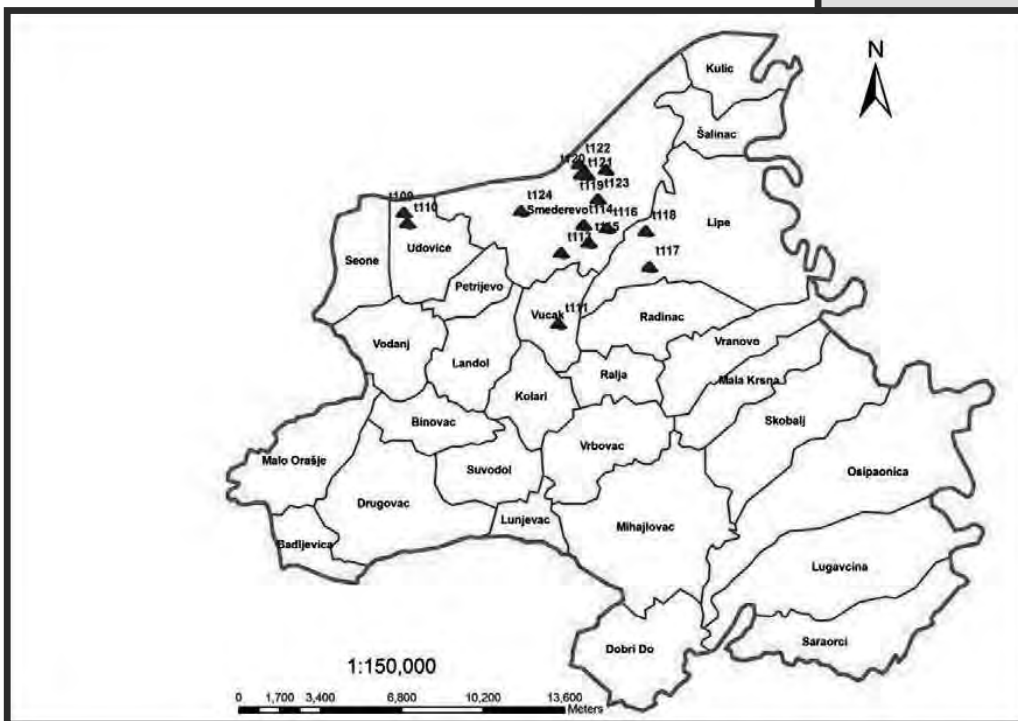 N
Kulic
Šalinac
t122
t120
t121
t119
t123
t124
Smederevo
t114
t116
t118
t109
t110
t115
Lipe
t117
Seone
Udovice
Petrijevo
Vucak
t111
Radinac
Vodanj
Landol
Vranovo
Ralja
Mala Krsna
Kolari
Binovac
Skobalj
Vrbovac
Malo Orašje
Suvodol
Osipaonica
Drugovac
Lunjevac
Mihajlovac
Badljevica
Lugavcina
Saraorci
Dobri Do
1:150,000
0 1,700 3,400 6,800 10,200 13,600
Meters